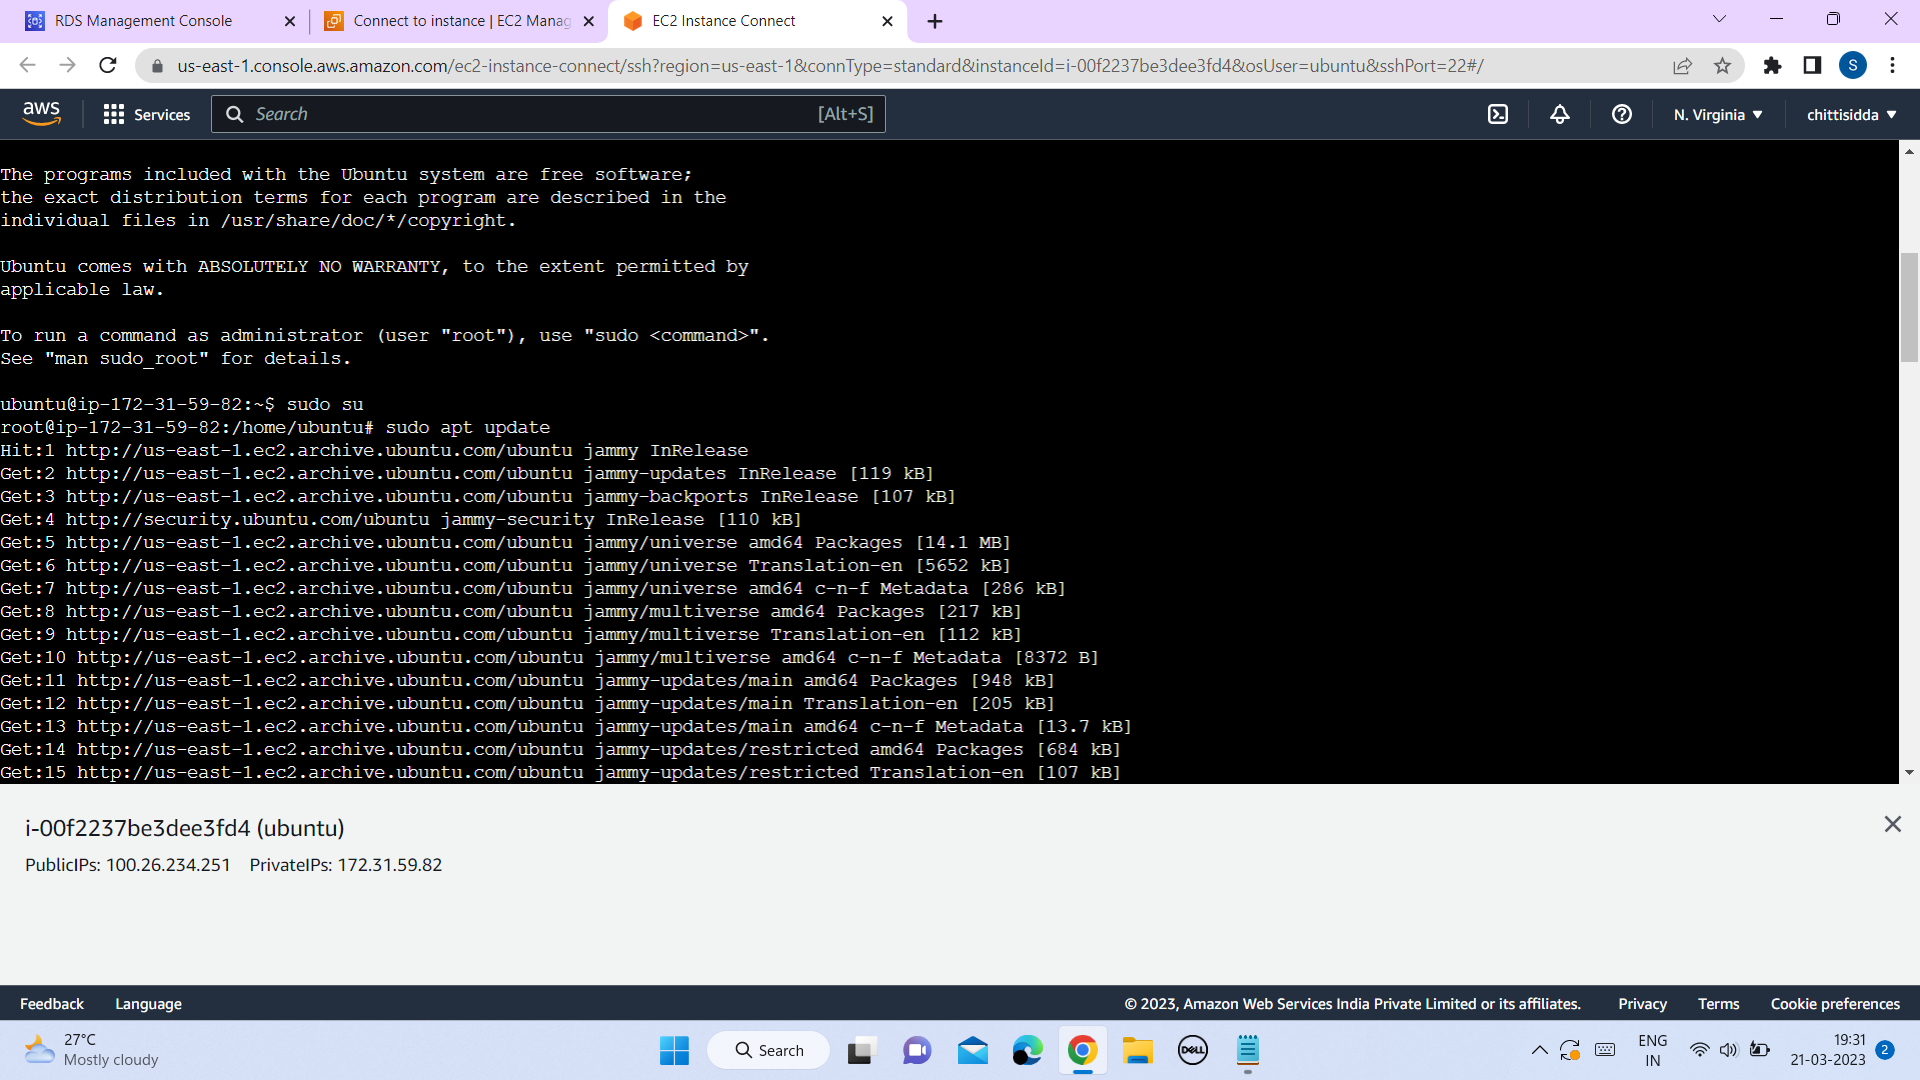 RDS Management Console
Connect to instance | EC2 Manag
EC2 Instance Connect
us-east-1.console.aws.amazon.com/ec2-instance-connect/ssh?region=us-east-1&connType=standard&instanceId=i-00f2237be3dee3fd4&osUser=ubuntu&sshPort=22#/
S
aws
Services
Search
[Alt+S]
N. Virginia
chittisidda
The programs included with the Ubuntu system are free software;
the exact distribution terms for each program are described in the
individual files in /usr/share/doc/*/copyright.
Ubuntu comes with ABSOLUTELY NO WARRANTY, to the extent permitted by
applicable law.
To run a command as administrator (user "root"), use "sudo <command>".
See "man sudo_root" for details.
ubuntu@ip-172-31-59-82:~$ sudo su
root@ip-172-31-59-82:/home/ubuntu# sudo apt update
Hit:1 http://us-east-1.ec2.archive.ubuntu.com/ubuntu jammy InRelease
Get:2 http://us-east-1.ec2.archive.ubuntu.com/ubuntu jammy-updates InRelease [119 kB]
Get:3 http://us-east-1.ec2.archive.ubuntu.com/ubuntu jammy-backports InRelease [107 kB]
Get:4 http://security.ubuntu.com/ubuntu jammy-security InRelease [110 kB]
Get:5 http://us-east-1.ec2.archive.ubuntu.com/ubuntu jammy/universe amd64 Packages [14.1 MB]
Get:6 http://us-east-1.ec2.archive.ubuntu.com/ubuntu jammy/universe Translation-en [5652 kB]
Get:7 http://us-east-1.ec2.archive.ubuntu.com/ubuntu jammy/universe amd64 c-n-f Metadata [286 kB]
Get:8 http://us-east-1.ec2.archive.ubuntu.com/ubuntu jammy/multiverse amd64 Packages [217 kB]
Get:9 http://us-east-1.ec2.archive.ubuntu.com/ubuntu jammy/multiverse Translation-en [112 kB]
Get:10 http://us-east-1.ec2.archive.ubuntu.com/ubuntu jammy/multiverse amd64 c-n-f Metadata [8372 B]
Get:11 http://us-east-1.ec2.archive.ubuntu.com/ubuntu jammy-updates/main amd64 Packages [948 kB]
Get:12 http://us-east-1.ec2.archive.ubuntu.com/ubuntu jammy-updates/main Translation-en [205 kB]
Get:13 http://us-east-1.ec2.archive.ubuntu.com/ubuntu jammy-updates/main amd64 c-n-f Metadata [13.7 kB]
Get:14 http://us-east-1.ec2.archive.ubuntu.com/ubuntu jammy-updates/restricted amd64 Packages [684 kB]
Get:15 http://us-east-1.ec2.archive.ubuntu.com/ubuntu jammy-updates/restricted Translation-en [107 kB]
i-00f2237be3dee3fd4 (ubuntu)
PublicIPs: 100.26.234.251 PrivateIPs: 172.31.59.82
Feedback
Language
© 2023, Amazon Web Services India Private Limited or its affiliates.
Privacy
Terms
Cookie preferences
27°C
Mostly cloudy
Search
DELL
ENG
IN
19:31
21-03-2023
2